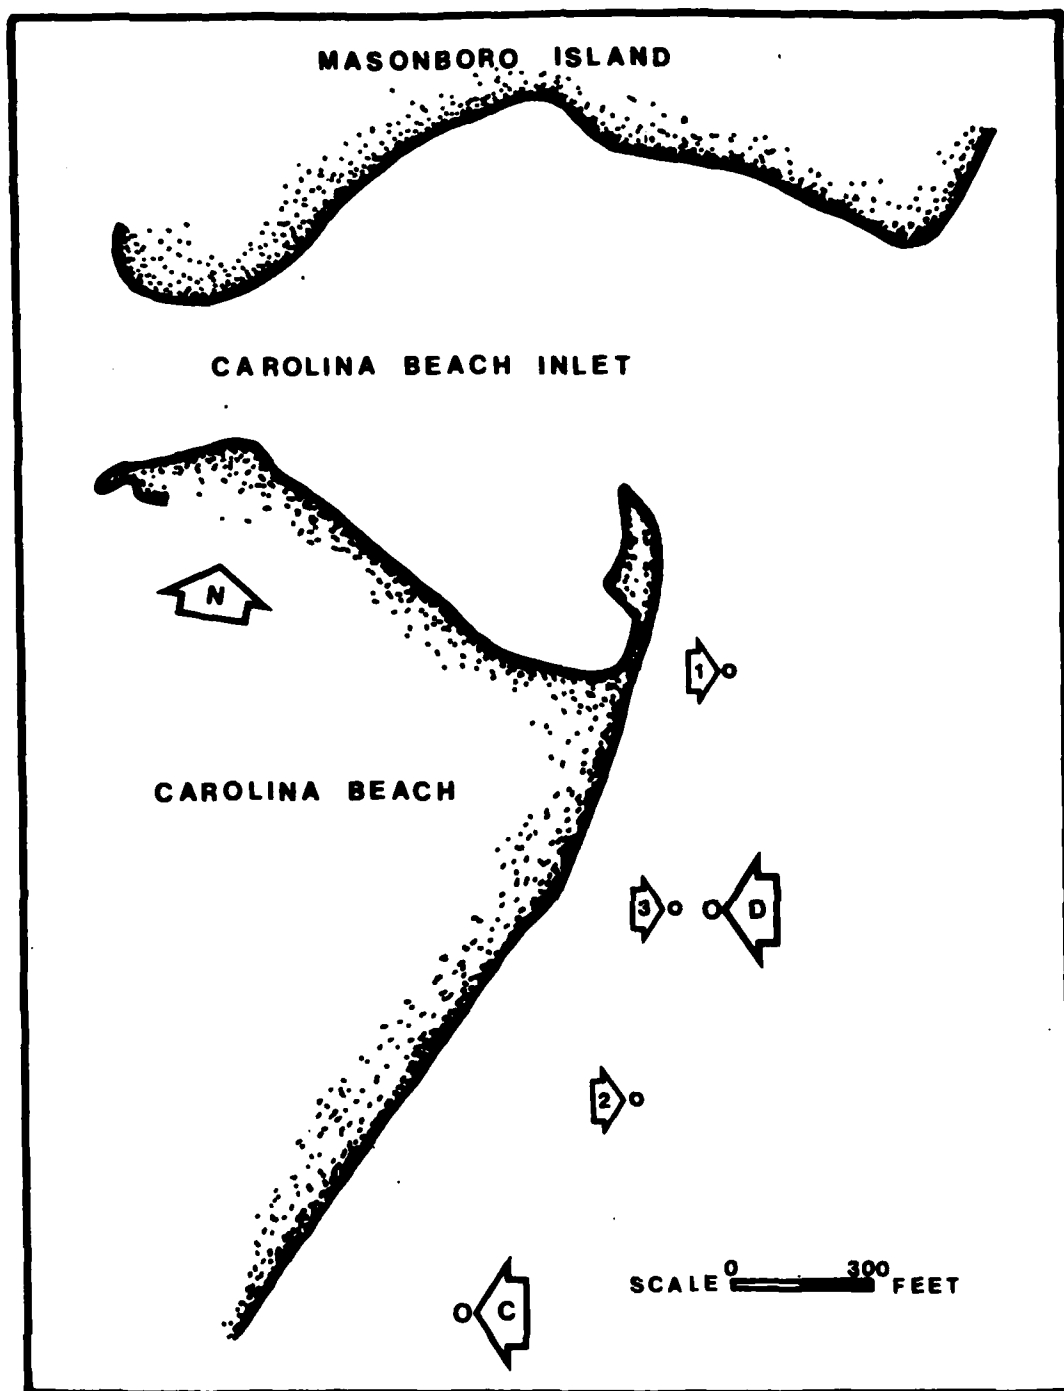 MASONBORO ISLAND
CAROLINA BEACH INLET
N
1
CAROLINA BEACH
3 D
2
0 300
SCALE FEET
C